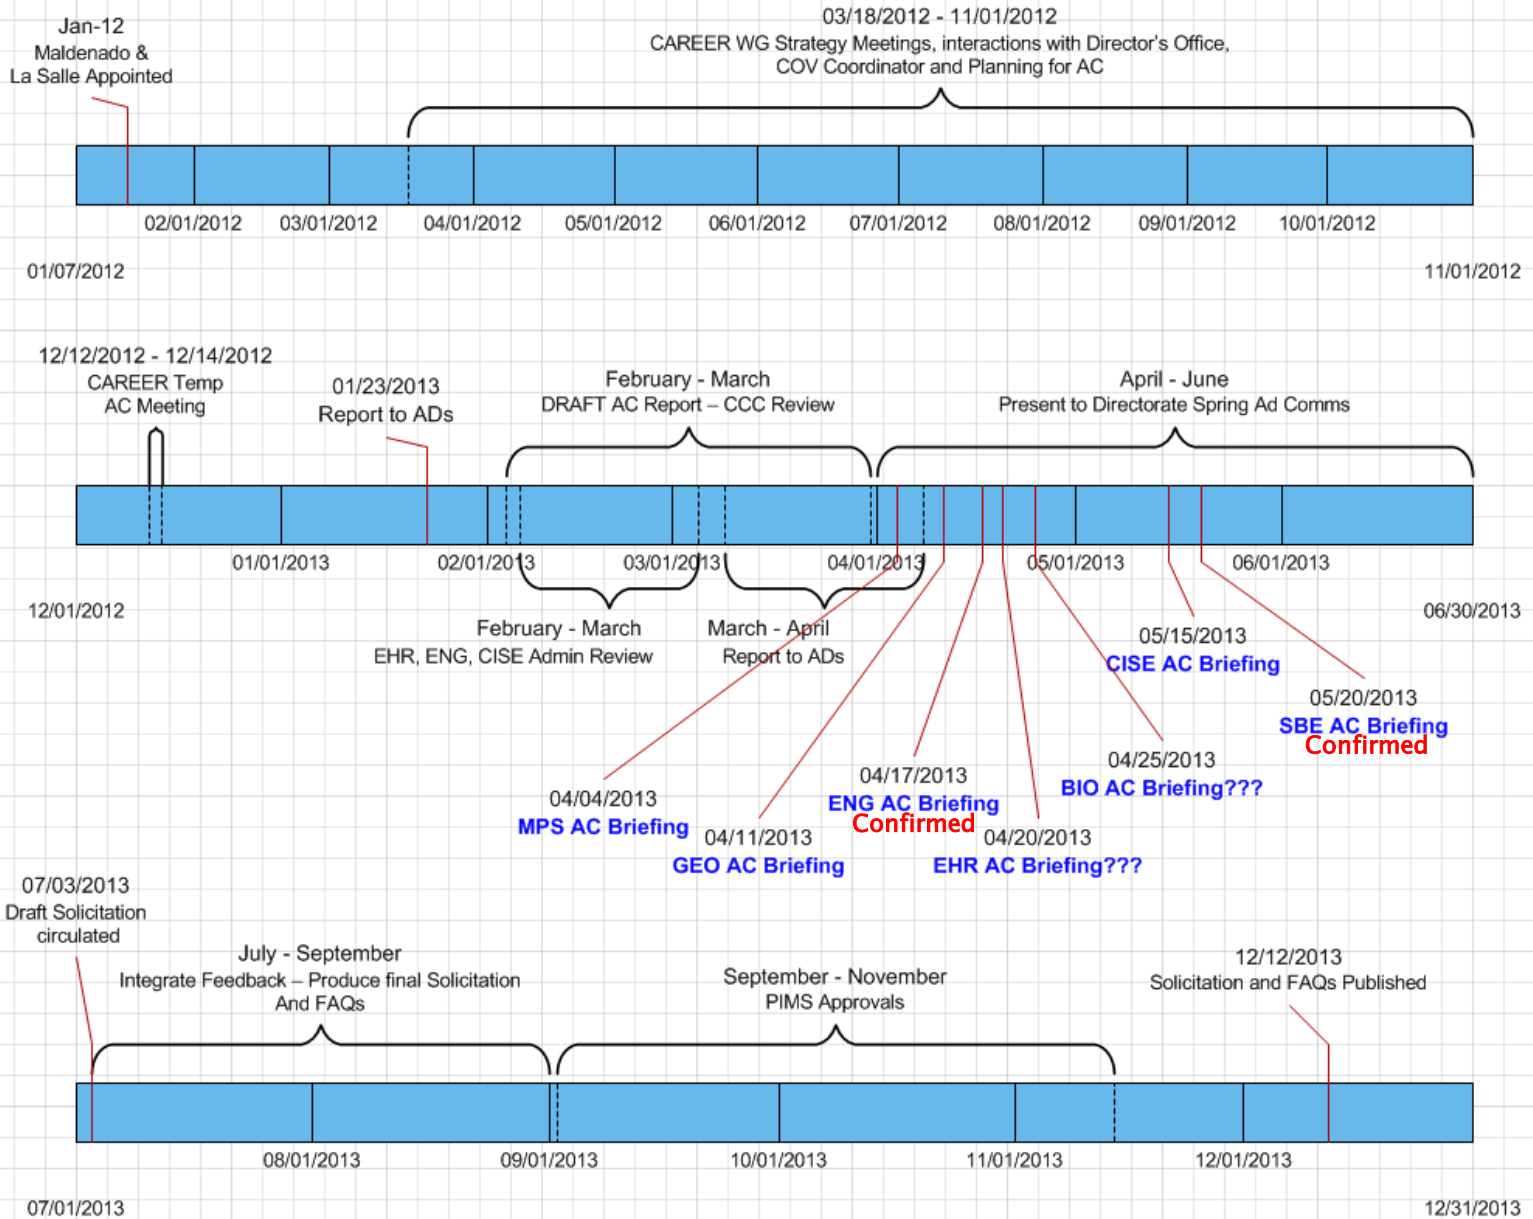 Jan-12
Maldenado &
La Salle Appointed
03/18/2012 - 11/01/2012
CAREER WG Strategy Meetings, interactions with Director's Office,
COV Coordinator and Planning for AC
02/01/2012
03/01/2012
04/01/2012
05/01/2012
06/01/2012
07/01/2012
08/01/2012
09/01/2012
10/01/2012
01/07/2012
11/01/2012
12/12/2012 - 12/14/2012
CAREER Temp
AC Meeting
01/23/2013
Report to ADs
February - March
DRAFT AC Report – CCC Review
April - June
Present to Directorate Spring Ad Comms
01/01/2013
02/01/2013
03/01/2013
04/01/2013
05/01/2013
06/01/2013
12/01/2012
06/30/2013
February - March
EHR, ENG, CISE Admin Review
March - April
Report to ADs
05/15/2013
CISE AC Briefing
05/20/2013
SBE AC Briefing
Confirmed
04/25/2013
BIO AC Briefing???
04/17/2013
ENG AC Briefing
Confirmed
04/04/2013
MPS AC Briefing
04/11/2013
GEO AC Briefing
04/20/2013
EHR AC Briefing???
07/03/2013
Draft Solicitation
circulated
July - September
Integrate Feedback – Produce final Solicitation
And FAQs
September - November
PIMS Approvals
12/12/2013
Solicitation and FAQs Published
08/01/2013
09/01/2013
10/01/2013
11/01/2013
12/01/2013
07/01/2013
12/31/2013